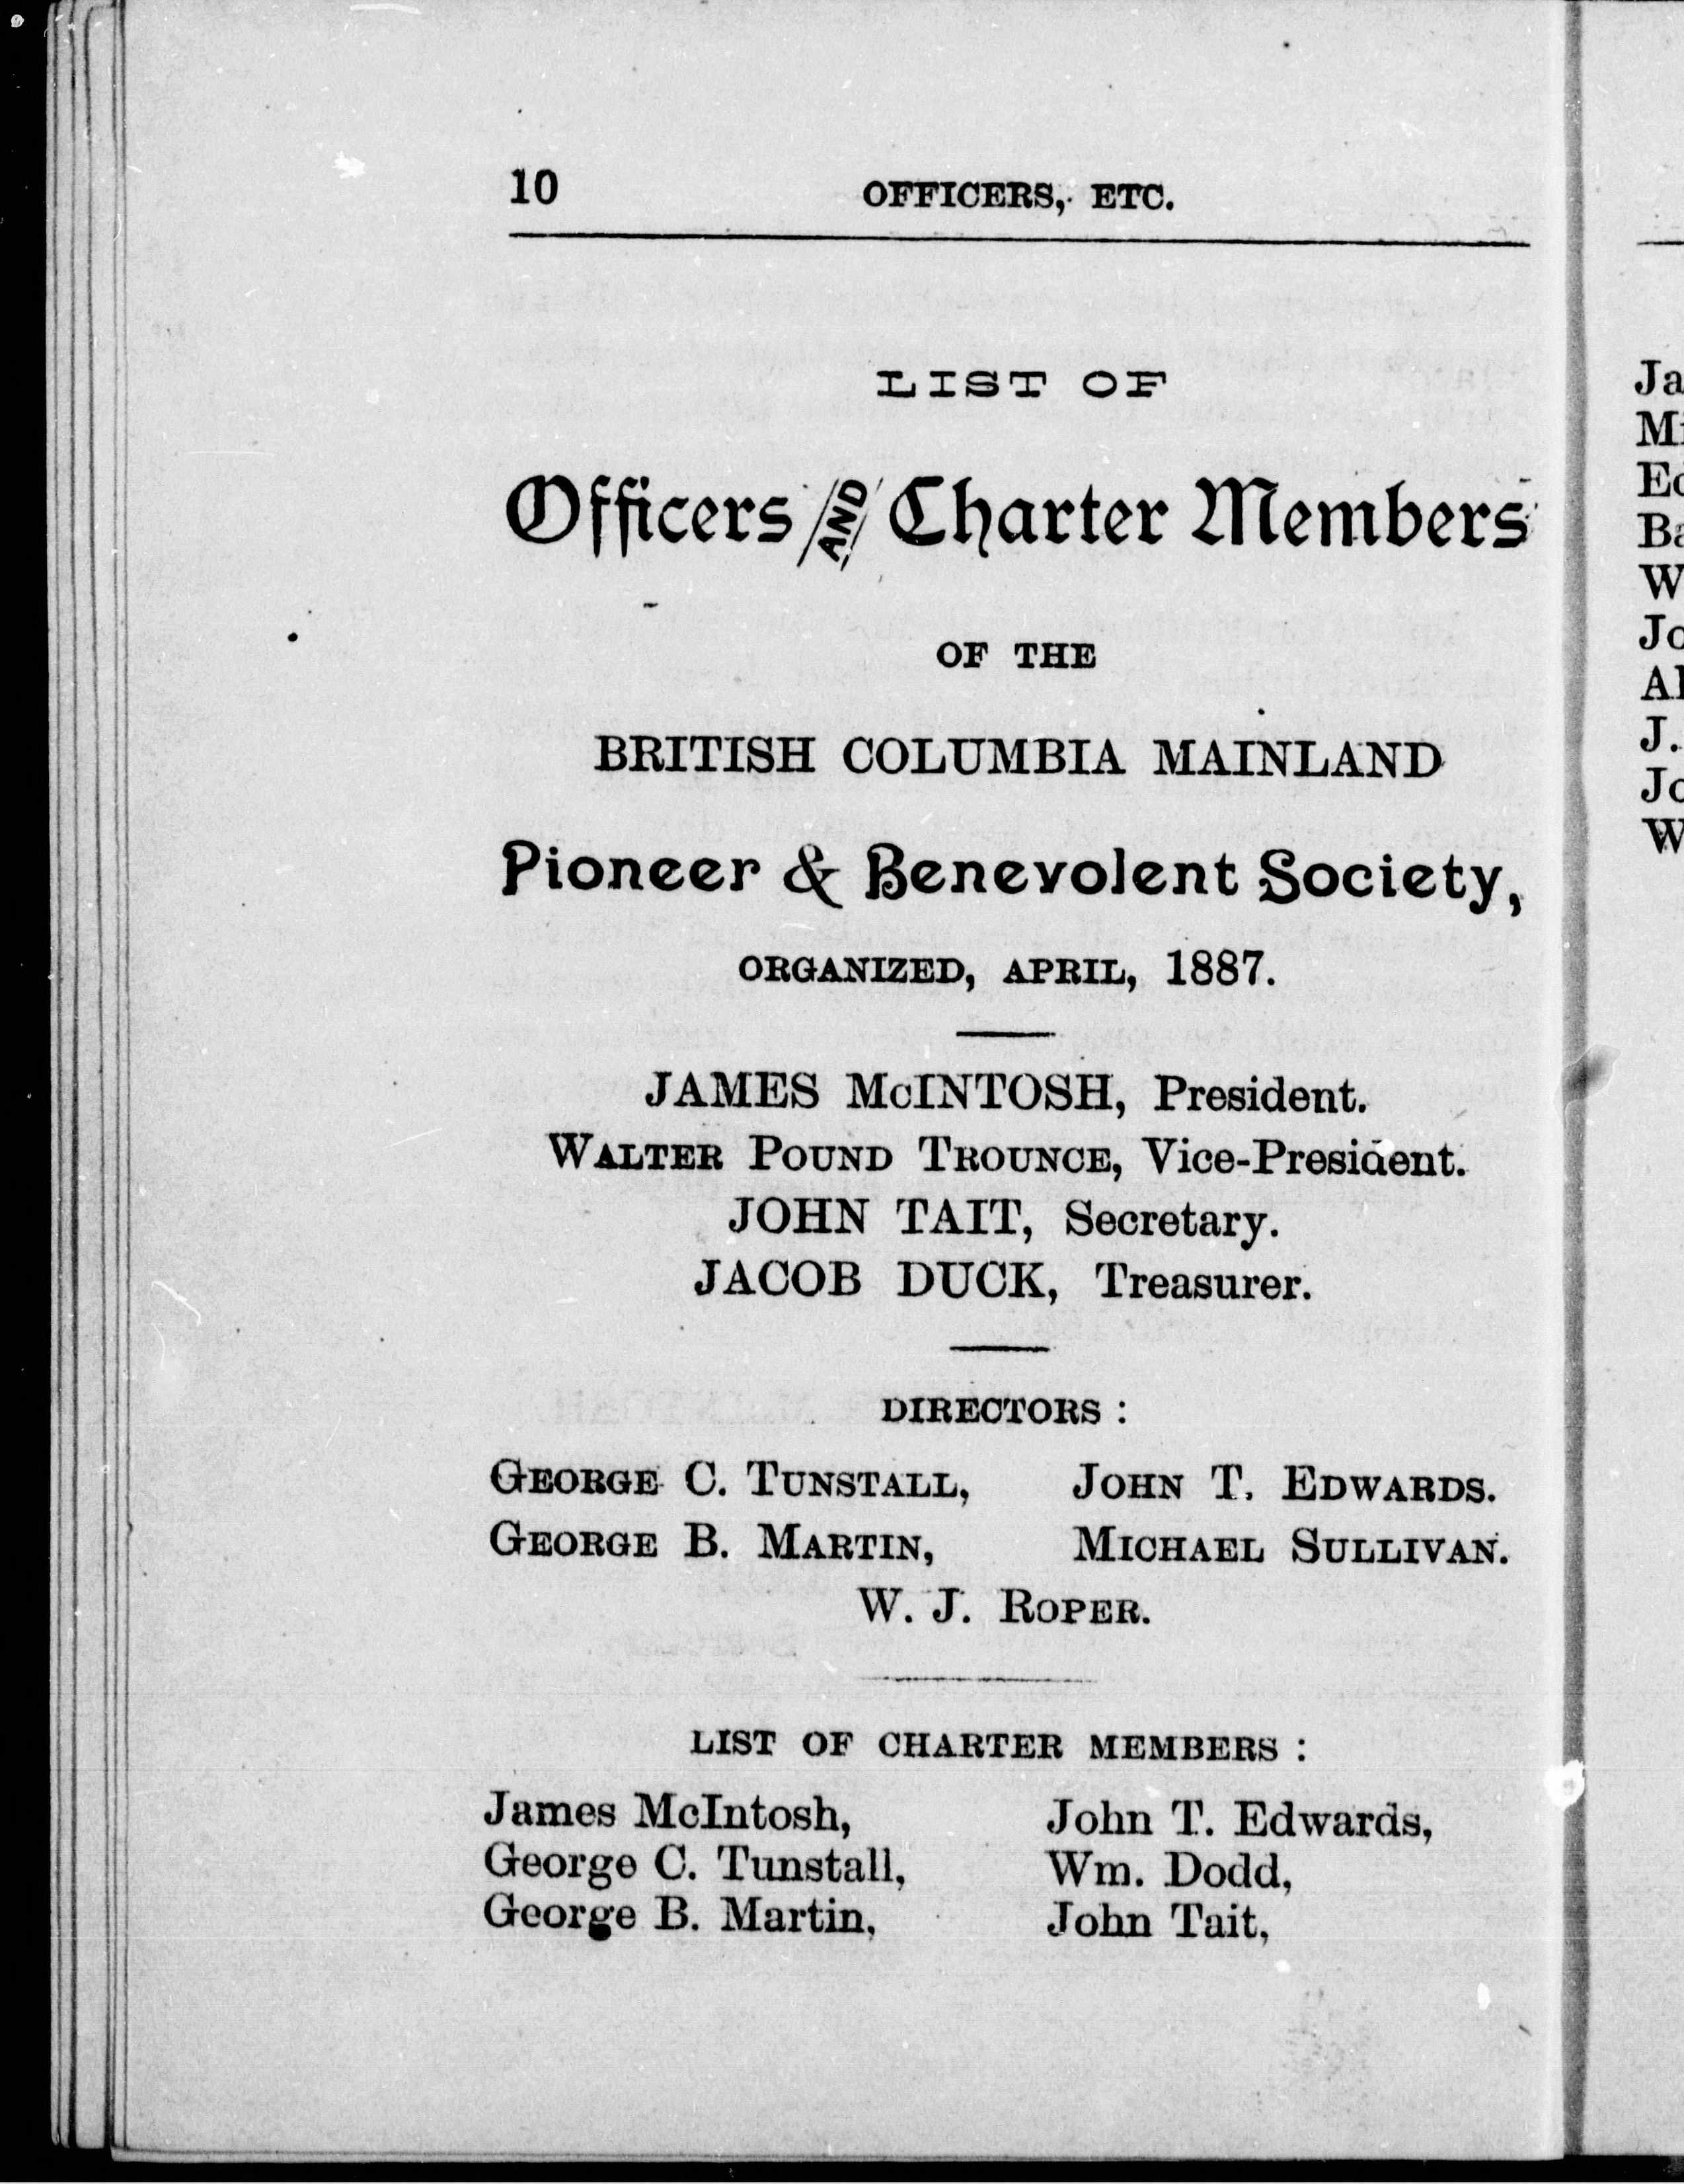 10 OFFICERS, ETC.
LIST OF
Officers AND Charter Members
OF THE
BRITISH COLUMBIA MAINLAND
Pioneer & Benevolent Society,
ORGANIZED, APRIL, 1887.
JAMES McINTOSH, President.
WALTER POUND TROUNCE, Vice-President.
JOHN TAIT, Secretary.
JACOB DUCK, Treasurer.
DIRECTORS :
GEORGE C. TUNSTALL, JOHN T. EDWARDS.
GEORGE B. MARTIN, MICHAEL SULLIVAN.
W. J. ROPER.
LIST OF CHARTER MEMBERS :
James McIntosh, John T. Edwards,
George C. Tunstall, Wm. Dodd,
George B. Martin, John Tait,